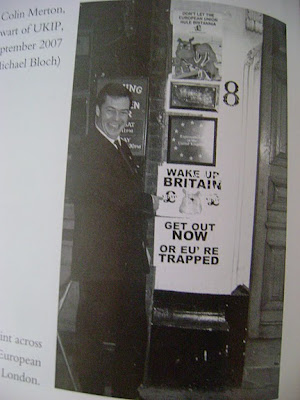 Colin Merton,
wart of UKIP,
eptember 2007
ichael Bloch)
DON'T LET THE
EUROPEAN UNION
RULE BRITANNIA
8
WAKE UP
BRITAIN
£
GET OUT
NOW
OR EU'RE
TRAPPED
int across
European
London.